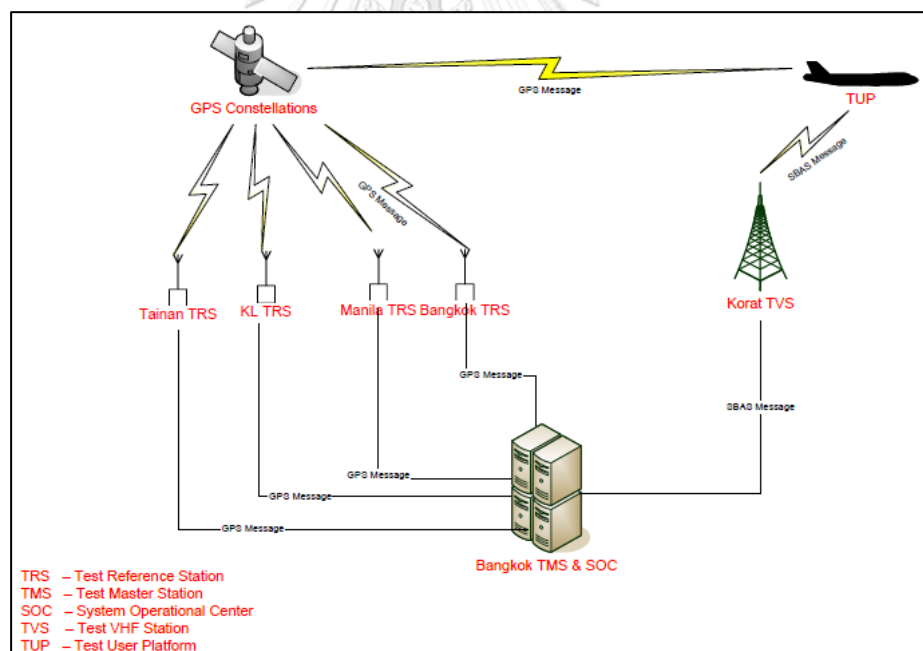 GPS Constellations
GPS Message
TUP
SBAS Message
GPS Message
Korat TVS
Tainan TRS
KL TRS
Manila TRS
Bangkok TRS
GPS Message
SBAS Message
GPS Message
GPS Message
GPS Message
Bangkok TMS & SOC
TRS – Test Reference Station
TMS – Test Master Station
SOC – System Operational Center
TVS – Test VHF Station
TUP – Test User Platform